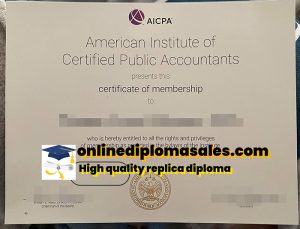 AICPA
American Institute of
Certified Public Accountants
presents this
certificate of membership
to
who is hereby entitled to all the rights and privileges
onlinediplomasales.com
High quality replica diploma